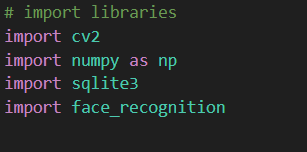 # import libraries
import cv2
import numpy as np
import sqlite3
import face_recognition